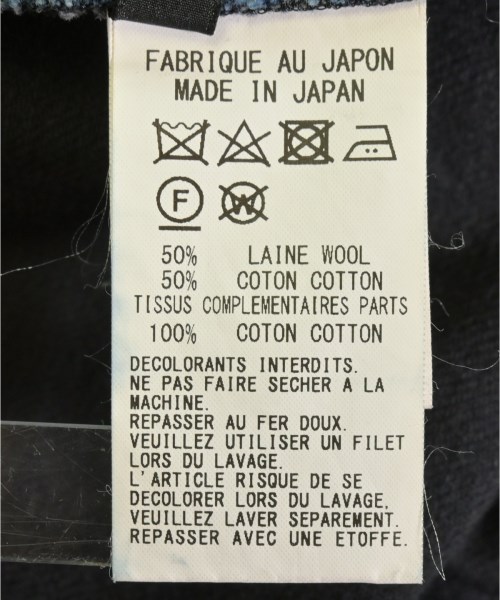 FABRIQUE AU JAPON
MADE IN JAPAN
F W
50% LAINE WOOL
50% COTON COTTON
TISSUS COMPLEMENTAIRES PARTS
100% COTON COTTON
DECOLORANTS INTERDITS.
NE PAS FAIRE SECHER A LA
MACHINE.
REPASSER AU FER DOUX.
VEUILLEZ UTILISER UN FILET
LORS DU LAVAGE.
L'ARTICLE RISQUE DE SE
DECOLORER LORS DU LAVAGE,
VEUILLEZ LAVER SEPAREMENT.
REPASSER AVEC UNE ETOFFE.